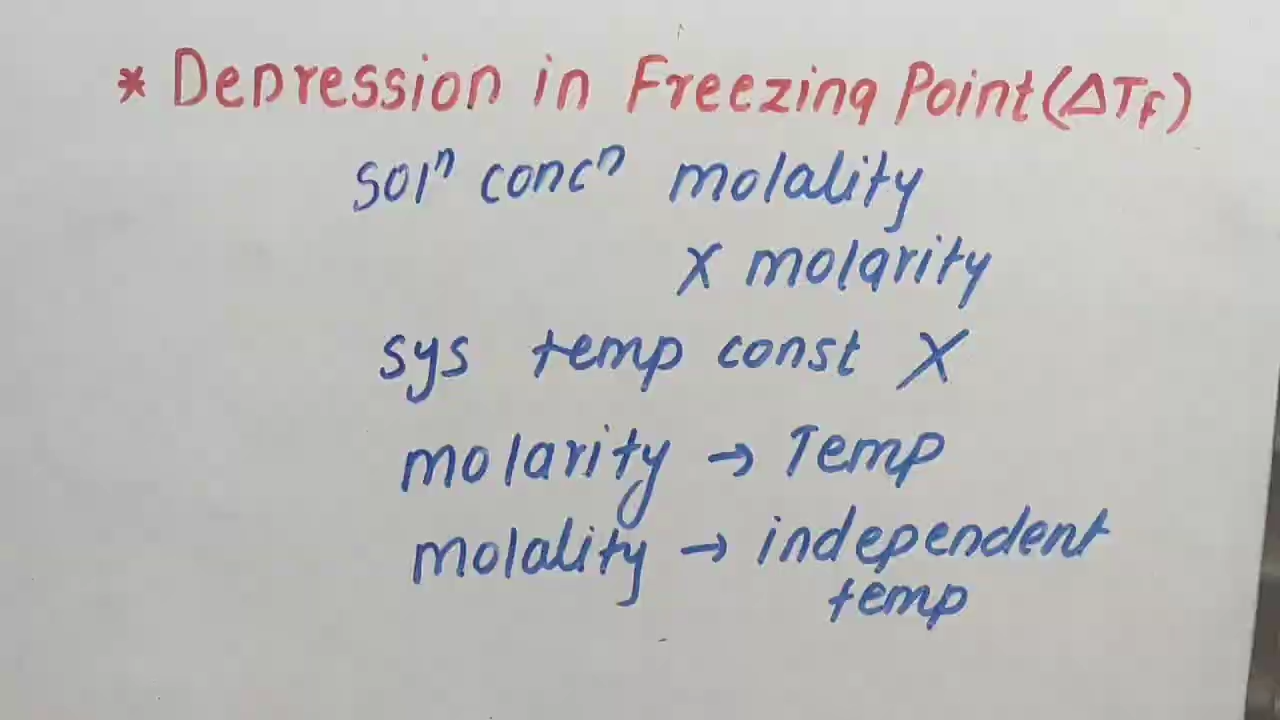 * Depression in Freezing Point (ΔTF)
solⁿ concⁿ molality
X molarity
sys temp const X
molarity → Temp
molality → independent
temp